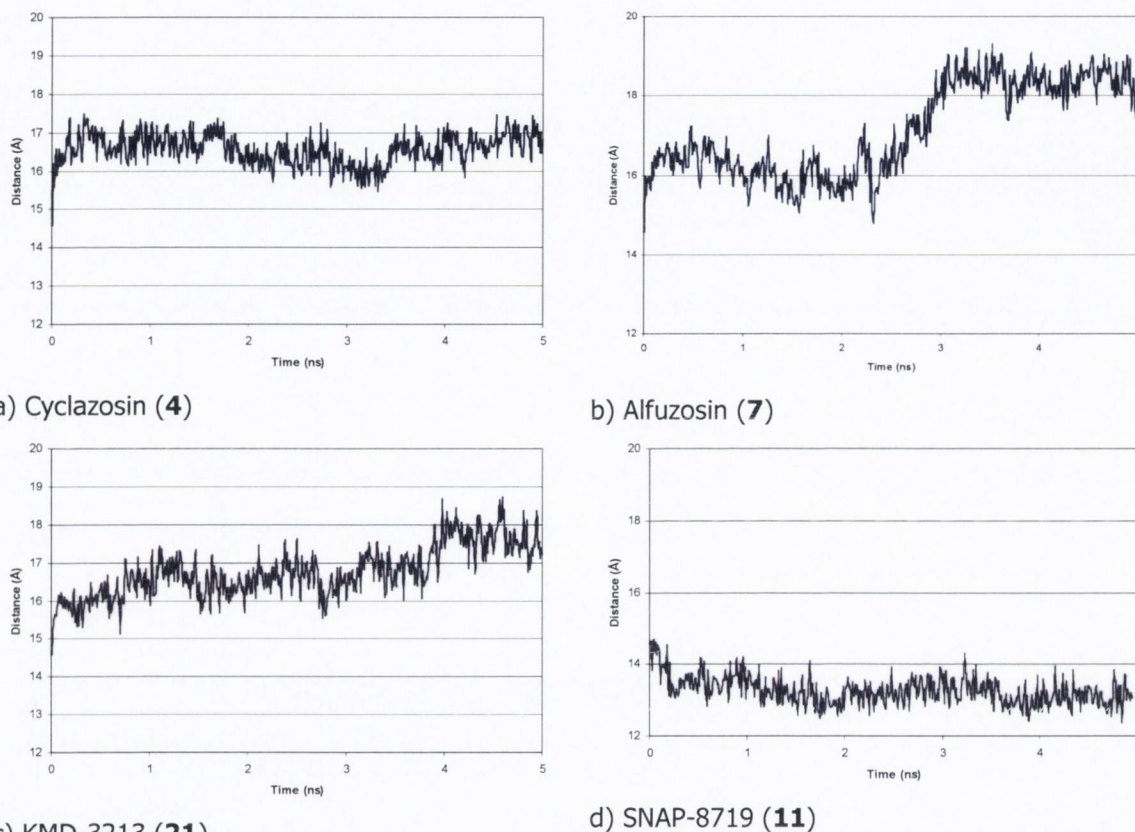 20
19
18
17
16
15
14
13
12
Distance (Å)
0 1 2 3 4 5
Time (ns)
a) Cyclazosin (4)
20
18
16
14
12
Distance (Å)
0 1 2 3 4
Time (ns)
b) Alfuzosin (7)
20
19
18
17
16
15
14
13
12
Distance (Å)
0 1 2 3 4 5
Time (ns)
c) KMD-3213 (21)
20
18
16
14
12
Distance (Å)
0 1 2 3 4
Time (ns)
d) SNAP-8719 (11)